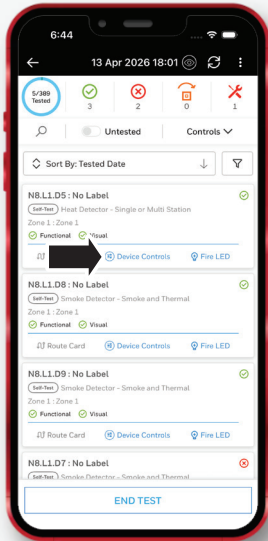 6:44
13 Apr 2026 18:01
5/389
Tested
3
2
0
1
Untested
Controls
Sort By: Tested Date
N8.L1.D5 : No Label
Self-Test Heat Detector - Single or Multi Station
Zone 1 : Zone 1
Functional Visual
Device Controls Fire LED
N8.L1.D8 : No Label
Self-Test Smoke Detector - Smoke and Thermal
Zone 1 : Zone 1
Functional Visual
Route Card Device Controls Fire LED
N8.L1.D9 : No Label
Self-Test Smoke Detector - Smoke and Thermal
Zone 1 : Zone 1
Functional Visual
Route Card Device Controls Fire LED
N8.L1.D7 : No Label
Self-Test Smoke Detector - Smoke and Thermal
END TEST